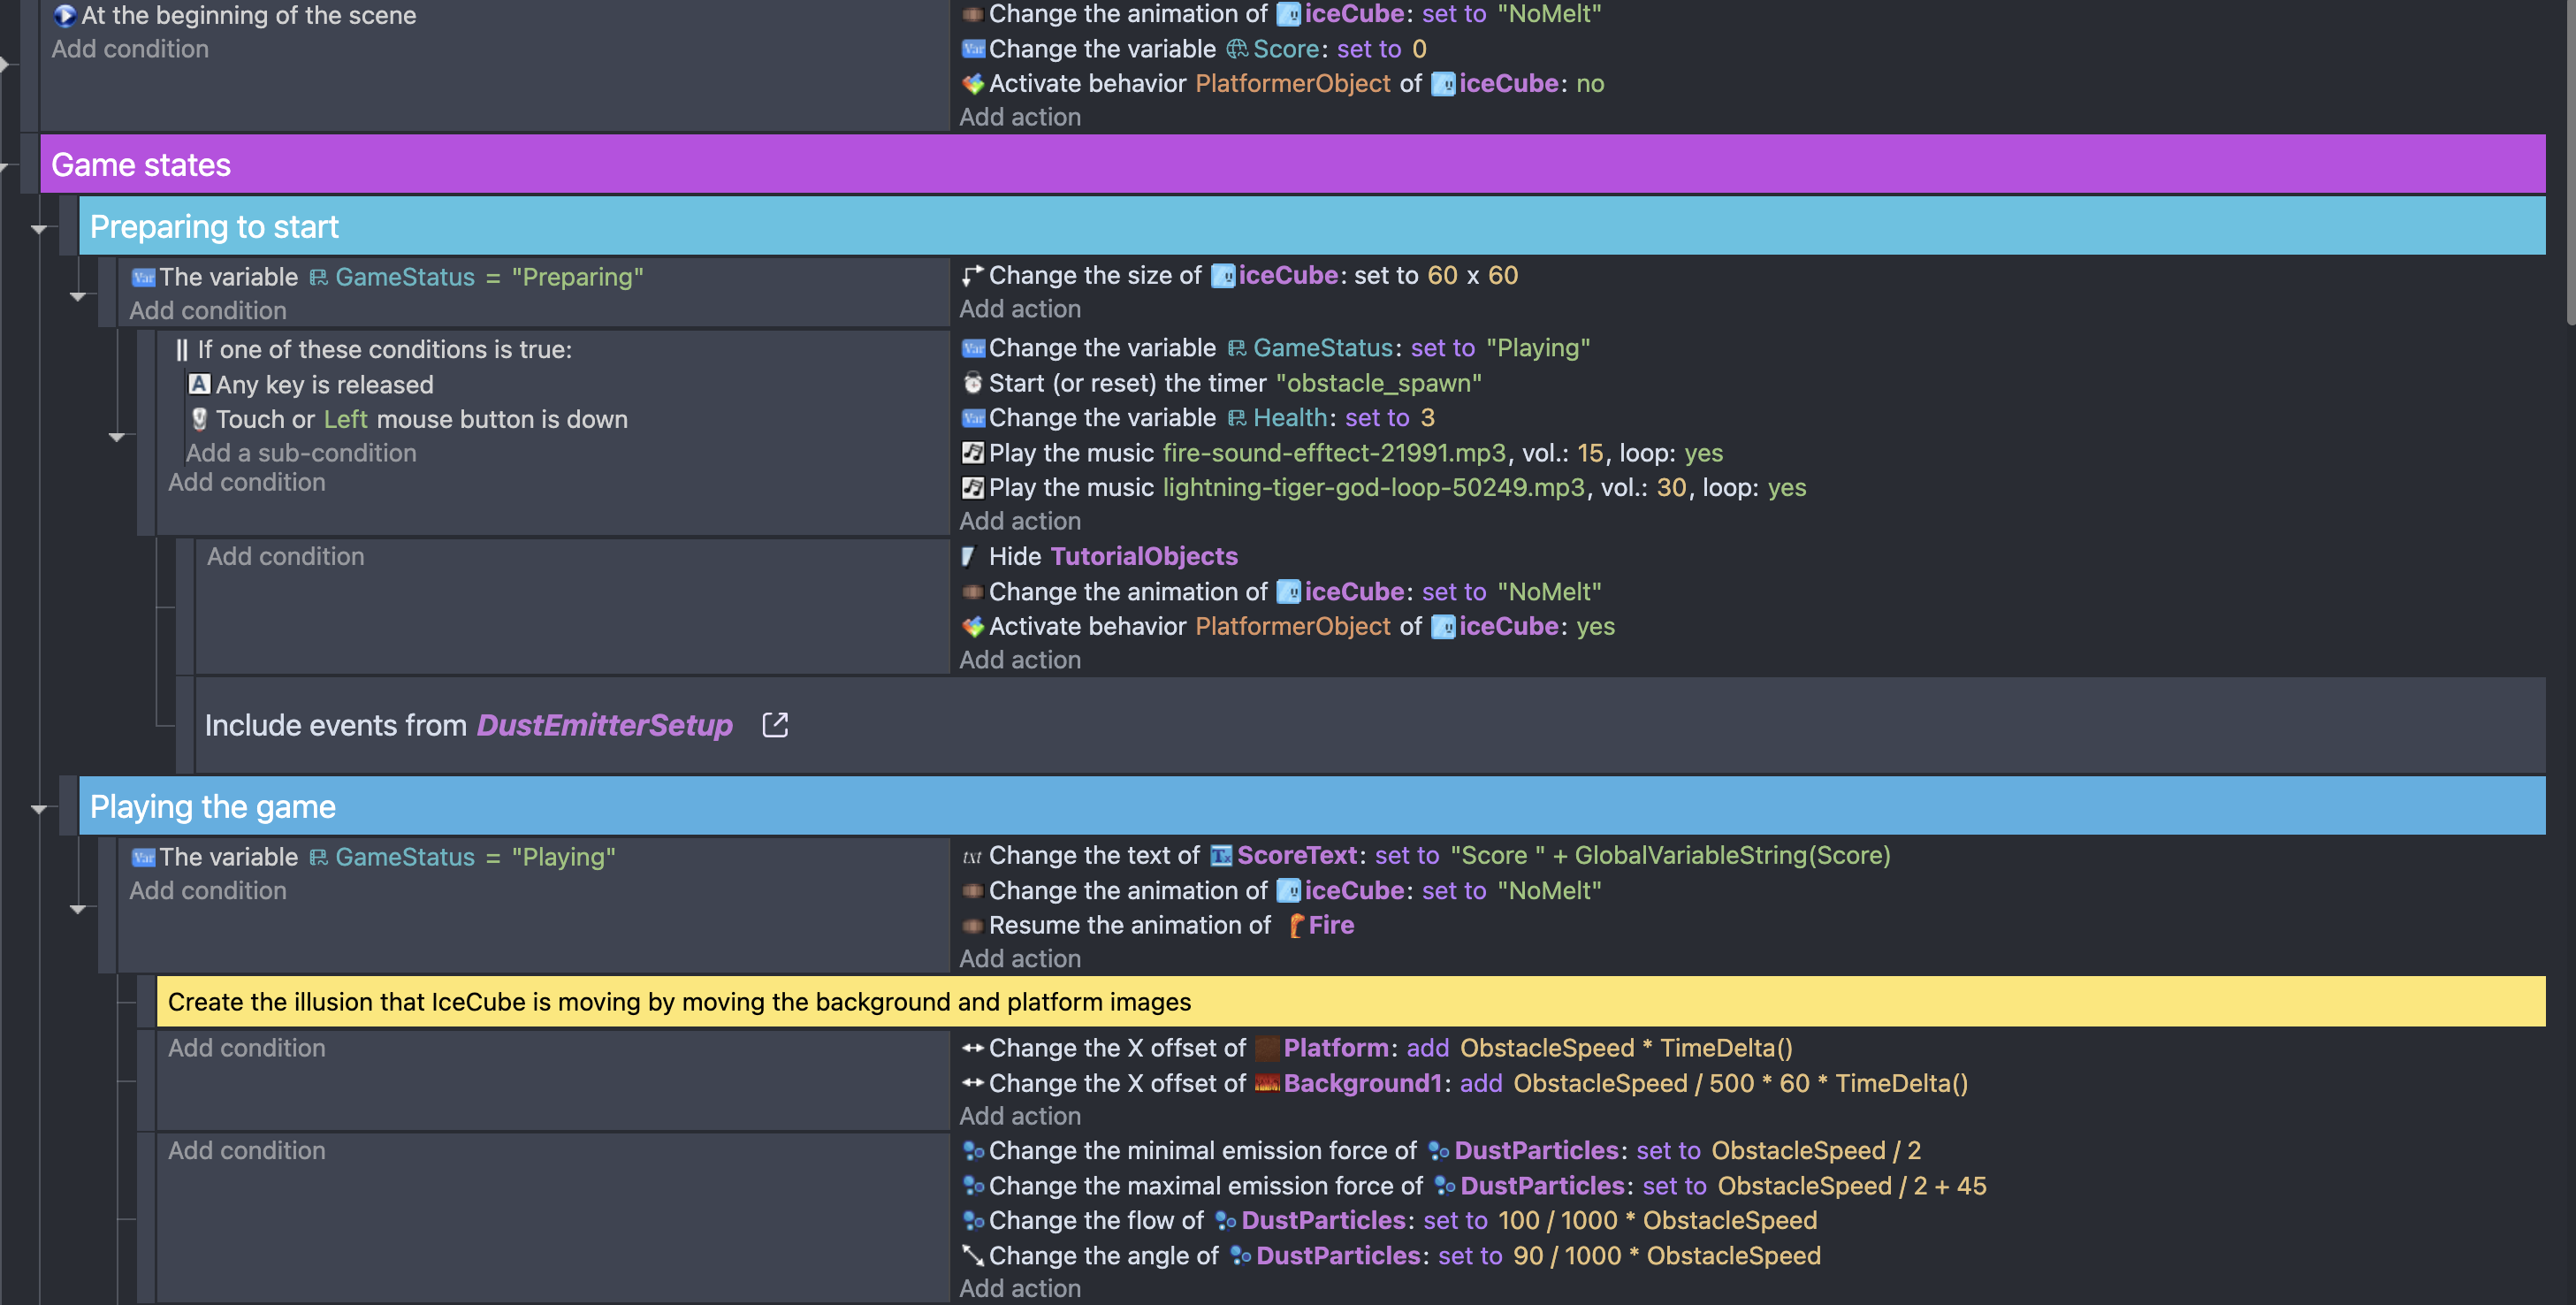 At the beginning of the scene
Add condition
Change the animation of iceCube: set to "NoMelt"
Change the variable Score: set to 0
Activate behavior PlatformerObject of iceCube: no
Add action
Game states
Preparing to start
The variable GameStatus = "Preparing"
Add condition
Change the size of iceCube: set to 60 x 60
Add action
If one of these conditions is true:
Any key is released
Touch or Left mouse button is down
Add a sub-condition
Add condition
Change the variable GameStatus: set to "Playing"
Start (or reset) the timer "obstacle_spawn"
Change the variable Health: set to 3
Play the music fire-sound-efftect-21991.mp3, vol.: 15, loop: yes
Play the music lightning-tiger-god-loop-50249.mp3, vol.: 30, loop: yes
Add action
Add condition
Hide TutorialObjects
Change the animation of iceCube: set to "NoMelt"
Activate behavior PlatformerObject of iceCube: yes
Add action
Include events from DustEmitterSetup
Playing the game
The variable GameStatus = "Playing"
Add condition
Change the text of ScoreText: set to "Score " + GlobalVariableString(Score)
Change the animation of iceCube: set to "NoMelt"
Resume the animation of Fire
Add action
Create the illusion that IceCube is moving by moving the background and platform images
Add condition
Change the X offset of Platform: add ObstacleSpeed * TimeDelta()
Change the X offset of Background1: add ObstacleSpeed / 500 * 60 * TimeDelta()
Add action
Add condition
Change the minimal emission force of DustParticles: set to ObstacleSpeed / 2
Change the maximal emission force of DustParticles: set to ObstacleSpeed / 2 + 45
Change the flow of DustParticles: set to 100 / 1000 * ObstacleSpeed
Change the angle of DustParticles: set to 90 / 1000 * ObstacleSpeed
Add action